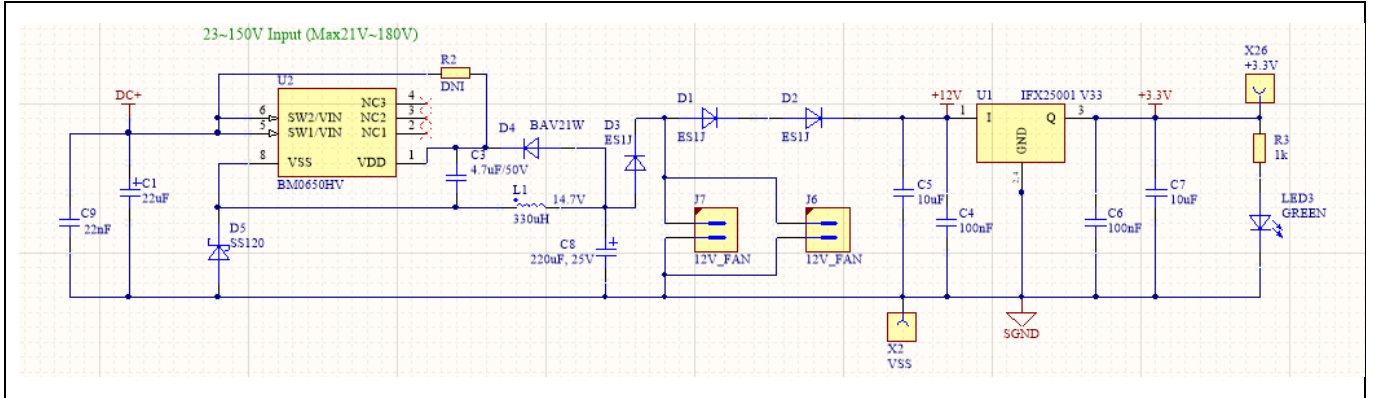 23~150V Input (Max21V~180V)
DC+
R2
DNI
U2
6
SW2/VIN
5
SW1/VIN
8
VSS
NC3
4
NC2
3
NC1
2
VDD
1
BM0650HV
C1
22uF
C9
22nF
D5
SS120
C3
4.7uF/50V
D4
BAV21W
L1
330uH
14.7V
C8
220uF, 25V
D3
ES1J
D1
ES1J
D2
ES1J
J7
12V_FAN
J6
12V_FAN
+12V
C5
10uF
C4
100nF
X2
VSS
U1
IFX25001 V33
1
I
Q
3
GND
2,4
SGND
+3.3V
C6
100nF
C7
10uF
X26
+3.3V
R3
1k
LED3
GREEN